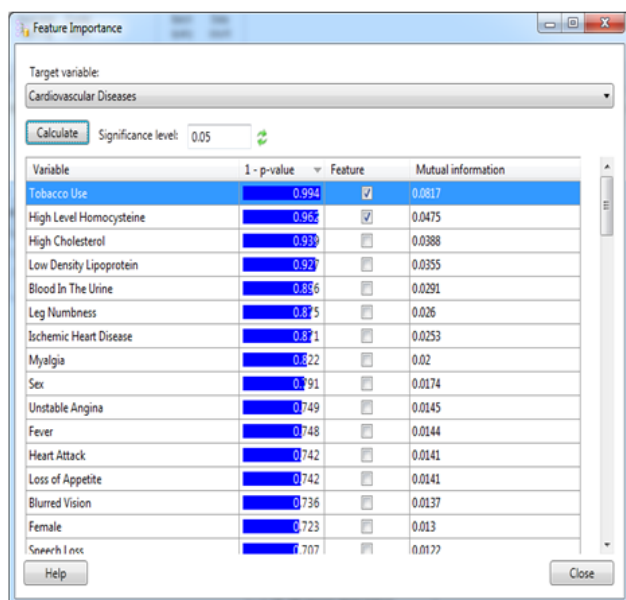 Feature Importance
Target variable:
Cardiovascular Diseases
Calculate Significance level: 0.05
Variable 1 - p-value Feature Mutual information
Tobacco Use 0.994 0.0817
High Level Homocysteine 0.962 0.0475
High Cholesterol 0.939 0.0388
Low Density Lipoprotein 0.927 0.0355
Blood In The Urine 0.896 0.0291
Leg Numbness 0.875 0.026
Ischemic Heart Disease 0.871 0.0253
Myalgia 0.822 0.02
Sex 0.791 0.0174
Unstable Angina 0.749 0.0145
Fever 0.748 0.0144
Heart Attack 0.742 0.0141
Loss of Appetite 0.742 0.0141
Blurred Vision 0.736 0.0137
Female 0.723 0.013
Speech Loss 0.707 0.0122
Help Close